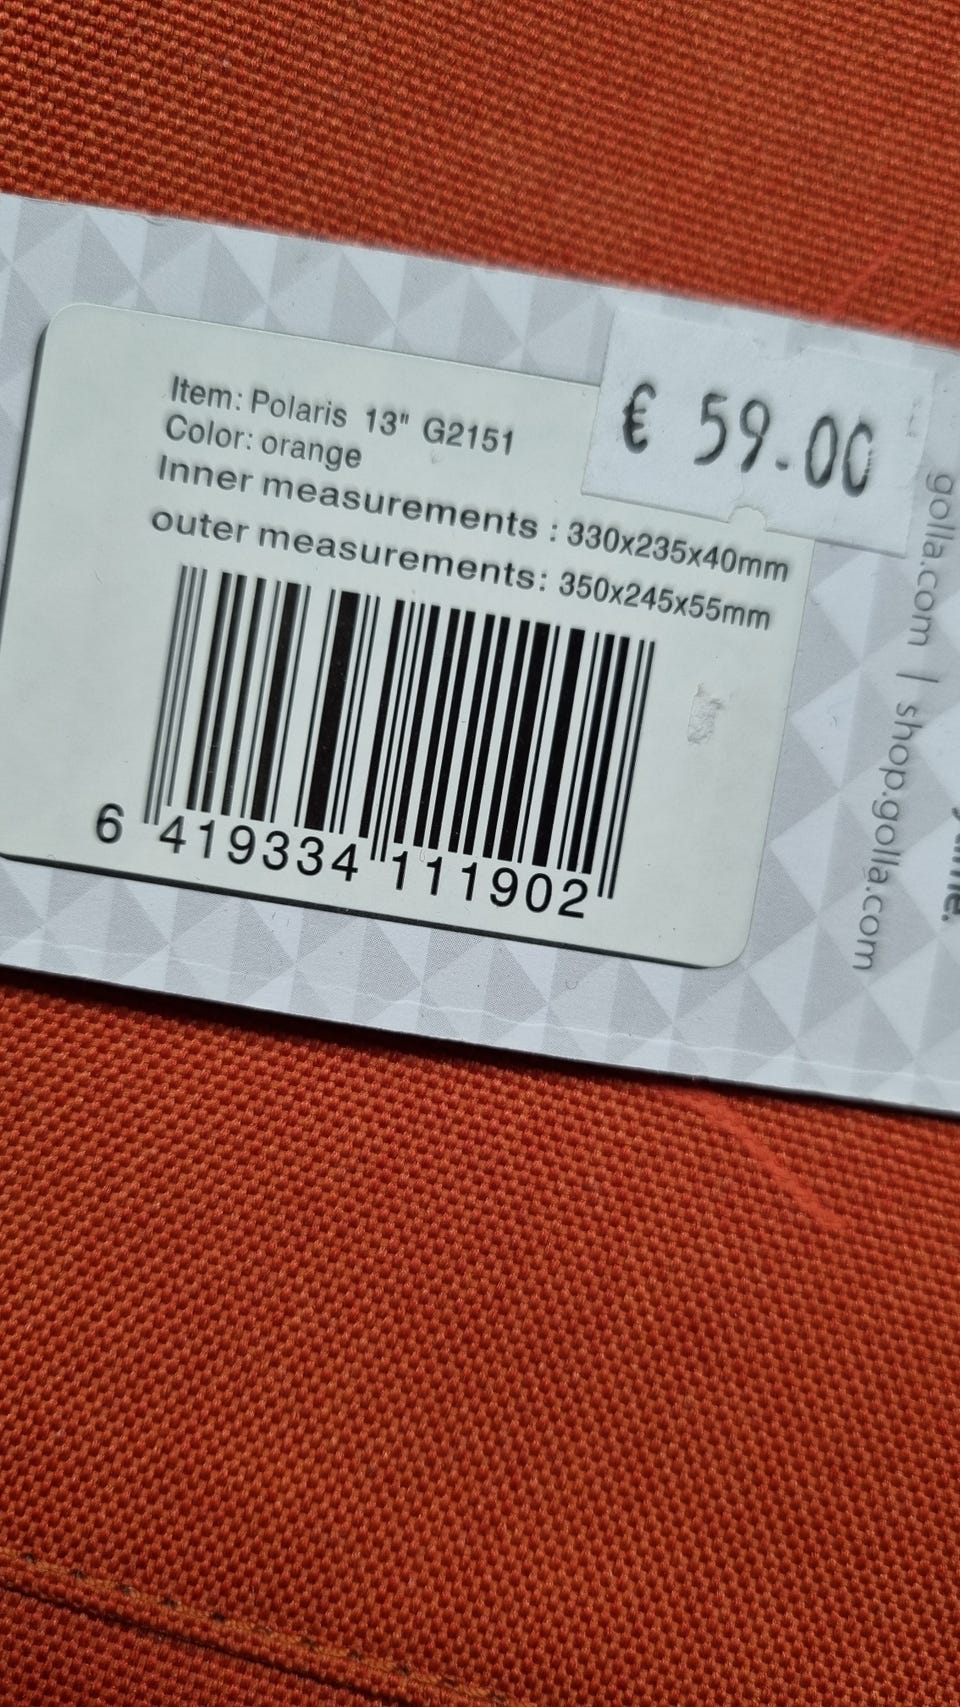 Item: Polaris 13" G2151
Color: orange
Inner measurements : 330x235x40mm
outer measurements: 350x245x55mm
6 419334 111902
€ 59.00
golla.com | shop.golla.com